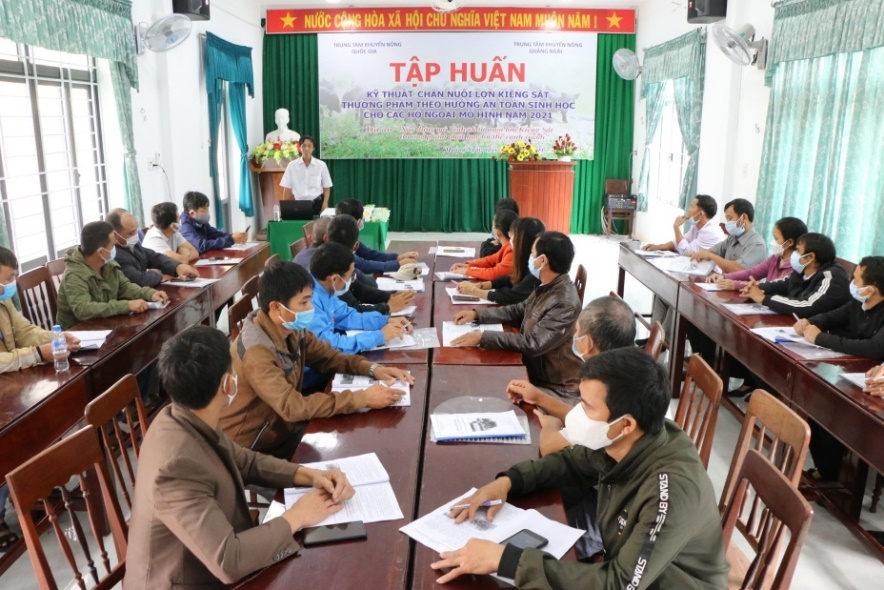 NƯỚC CỘNG HÒA XÃ HỘI CHỦ NGHĨA VIỆT NAM MUÔN NĂM !
TRUNG TÂM KHUYẾN NÔNG
QUỐC GIA
TRUNG TÂM KHUYẾN NÔNG
QUẢNG NGÃI
TẬP HUẤN
KỸ THUẬT CHĂN NUÔI LỢN KIỀNG SẮT
THƯƠNG PHẨM THEO HƯỚNG AN TOÀN SINH HỌC
CHO CÁC HỘ NGOÀI MÔ HÌNH NĂM 2021
STAND BY
STAND